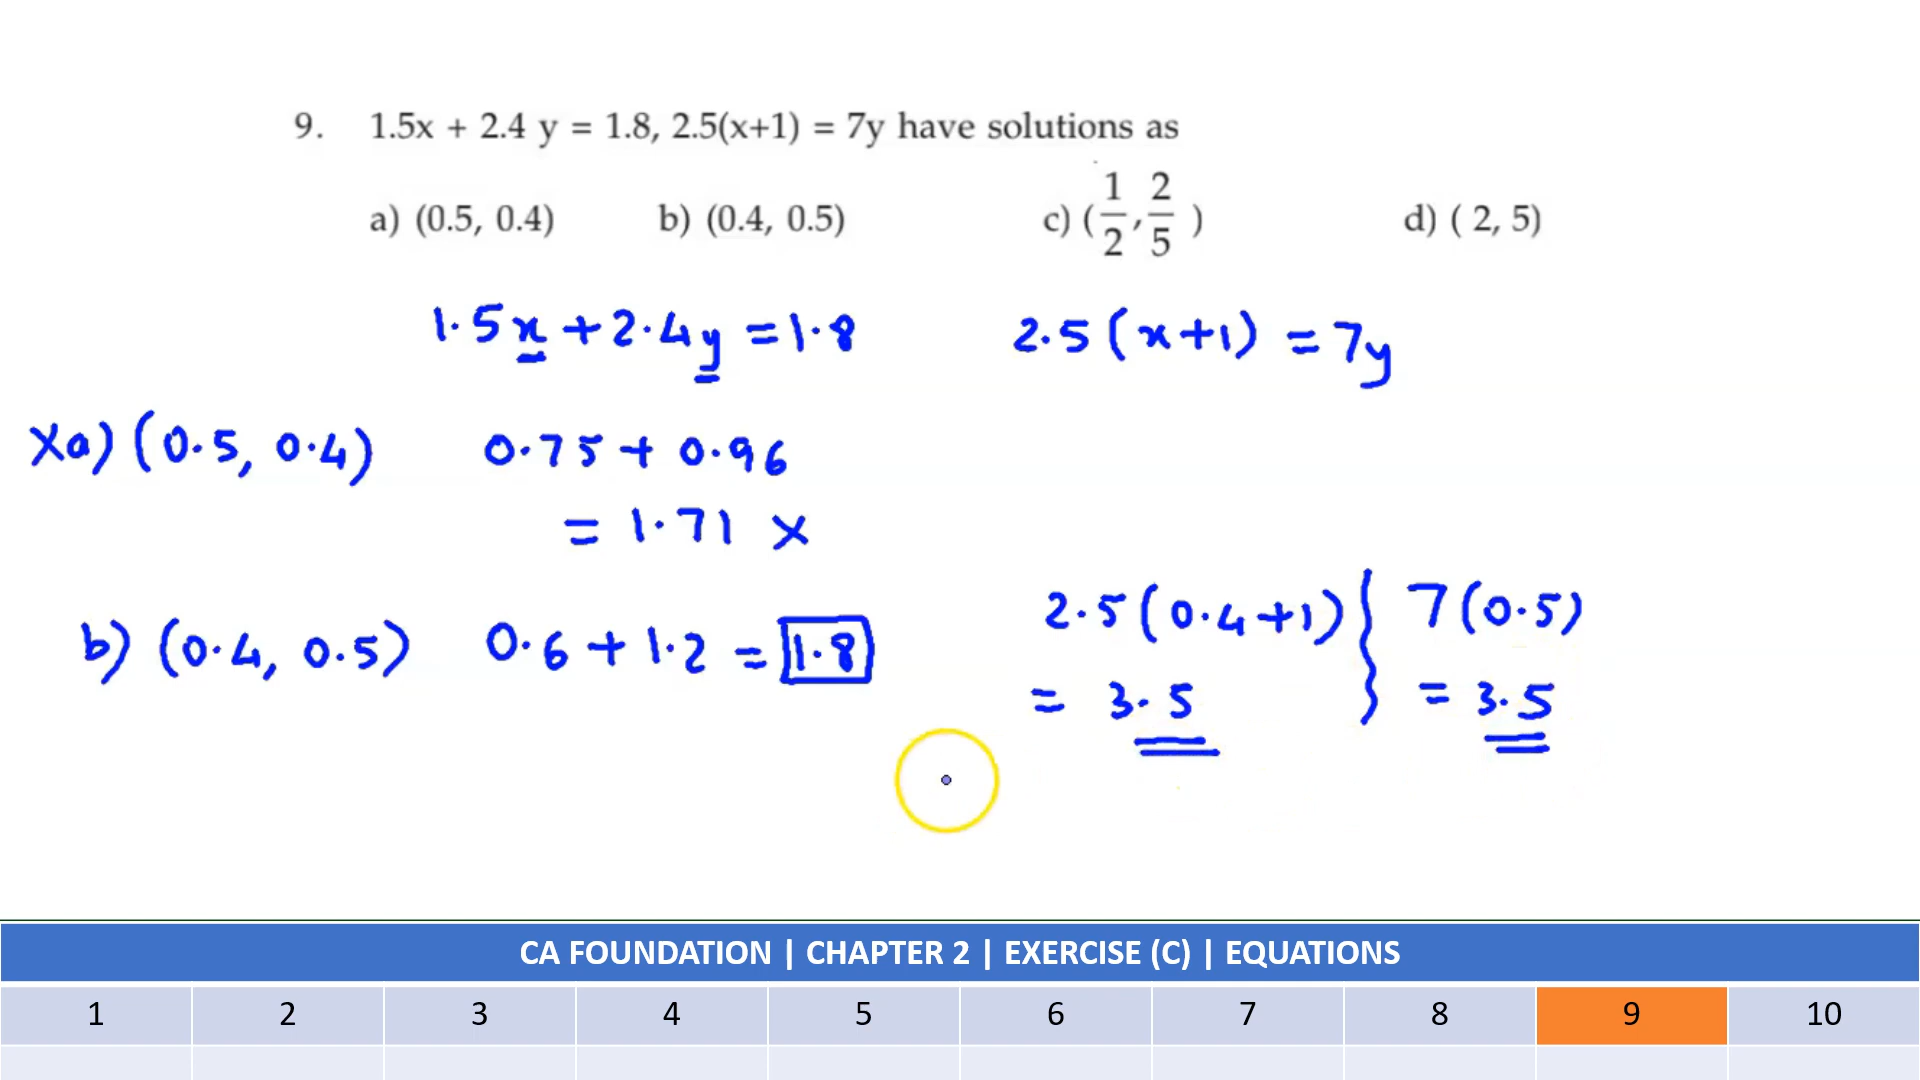 9. 1.5x + 2.4 y = 1.8, 2.5(x+1) = 7y have solutions as
a) (0.5, 0.4) b) (0.4, 0.5) c) (1/2, 2/5) d) ( 2, 5)
1.5x + 2.4y = 1.8 2.5(x+1) = 7y
Xa) (0.5, 0.4) 0.75 + 0.96
= 1.71 x
b) (0.4, 0.5) 0.6 + 1.2 = 1.8 2.5(0.4+1) } 7(0.5)
= 3.5 = 3.5
CA FOUNDATION | CHAPTER 2 | EXERCISE (C) | EQUATIONS
1 2 3 4 5 6 7 8 9 10